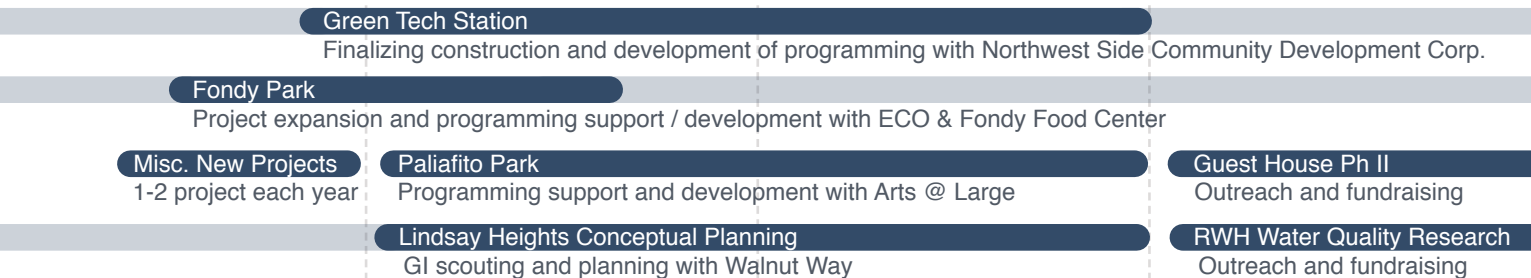 Green Tech Station
Finalizing construction and development of programming with Northwest Side Community Development Corp.
Fondy Park
Project expansion and programming support / development with ECO & Fondy Food Center
Misc. New Projects
1-2 project each year
Paliafito Park
Programming support and development with Arts @ Large
Guest House Ph II
Outreach and fundraising
Lindsay Heights Conceptual Planning
GI scouting and planning with Walnut Way
RWH Water Quality Research
Outreach and fundraising